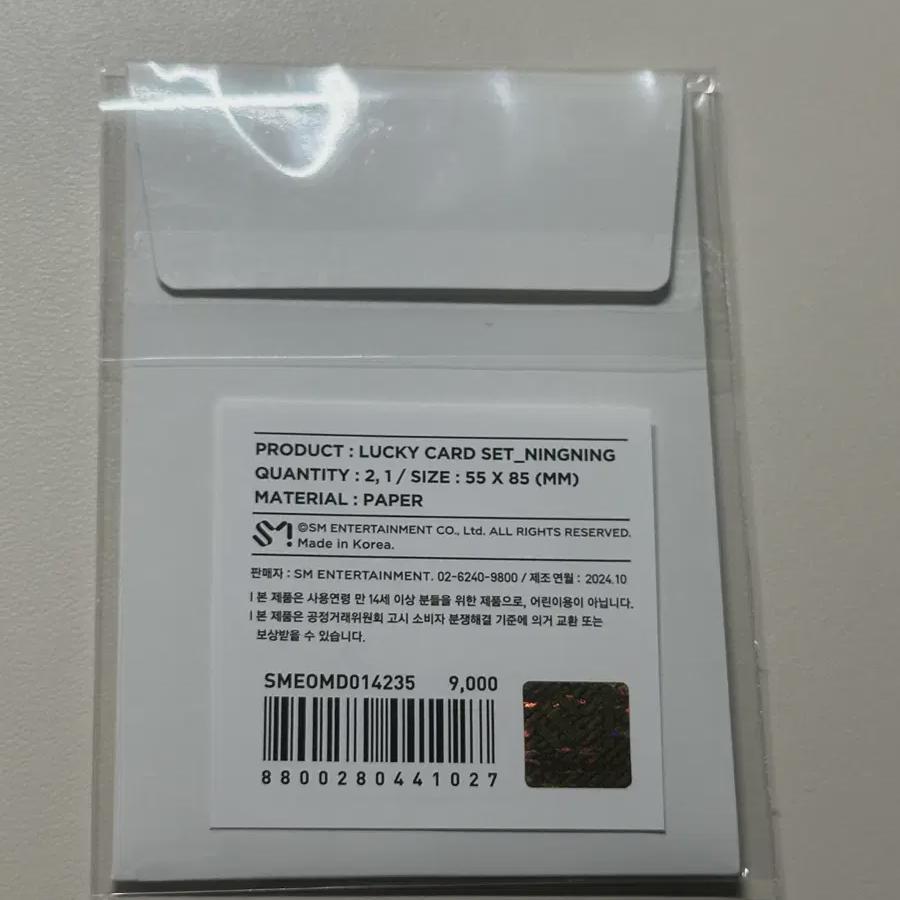 PRODUCT : LUCKY CARD SET_NINGNING
QUANTITY : 2, 1 / SIZE : 55 X 85 (MM)
MATERIAL : PAPER
SM ©SM ENTERTAINMENT CO., Ltd. ALL RIGHTS RESERVED.
Made in Korea.
판매자 : SM ENTERTAINMENT. 02-6240-9800 / 제조 연월 : 2024.10
| 본 제품은 사용연령 만 14세 이상 분들을 위한 제품으로, 어린이용이 아닙니다.
| 본 제품은 공정거래위원회 고시 소비자 분쟁해결 기준에 의거 교환 또는
보상받을 수 있습니다.
SMEOMD014235 9,000
8800280441027